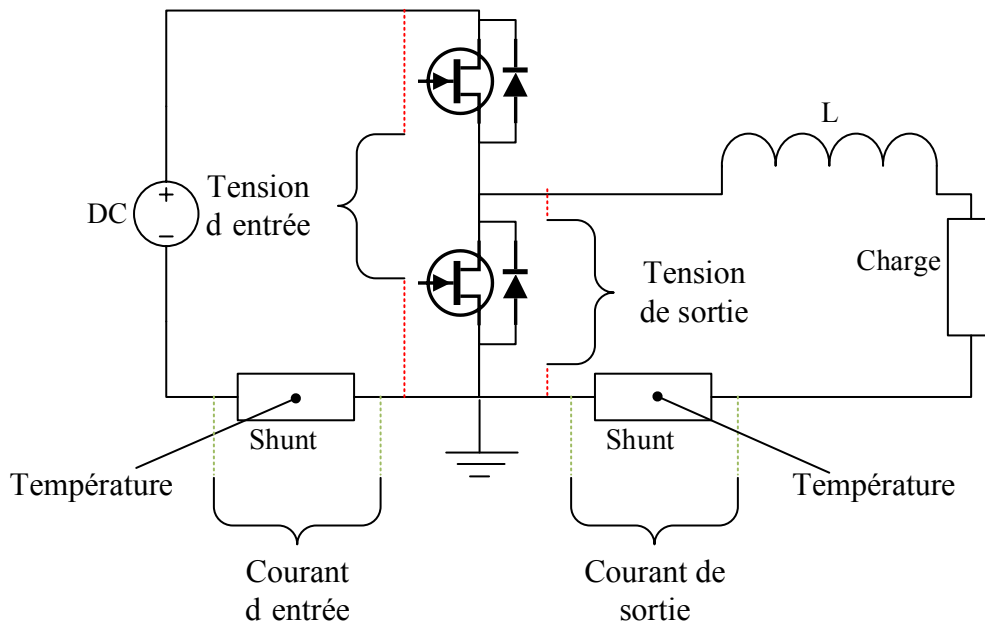 L
DC
+
−
Tension
d entrée
Charge
Tension
de sortie
Shunt
Shunt
Température
Température
Courant
d entrée
Courant de
sortie